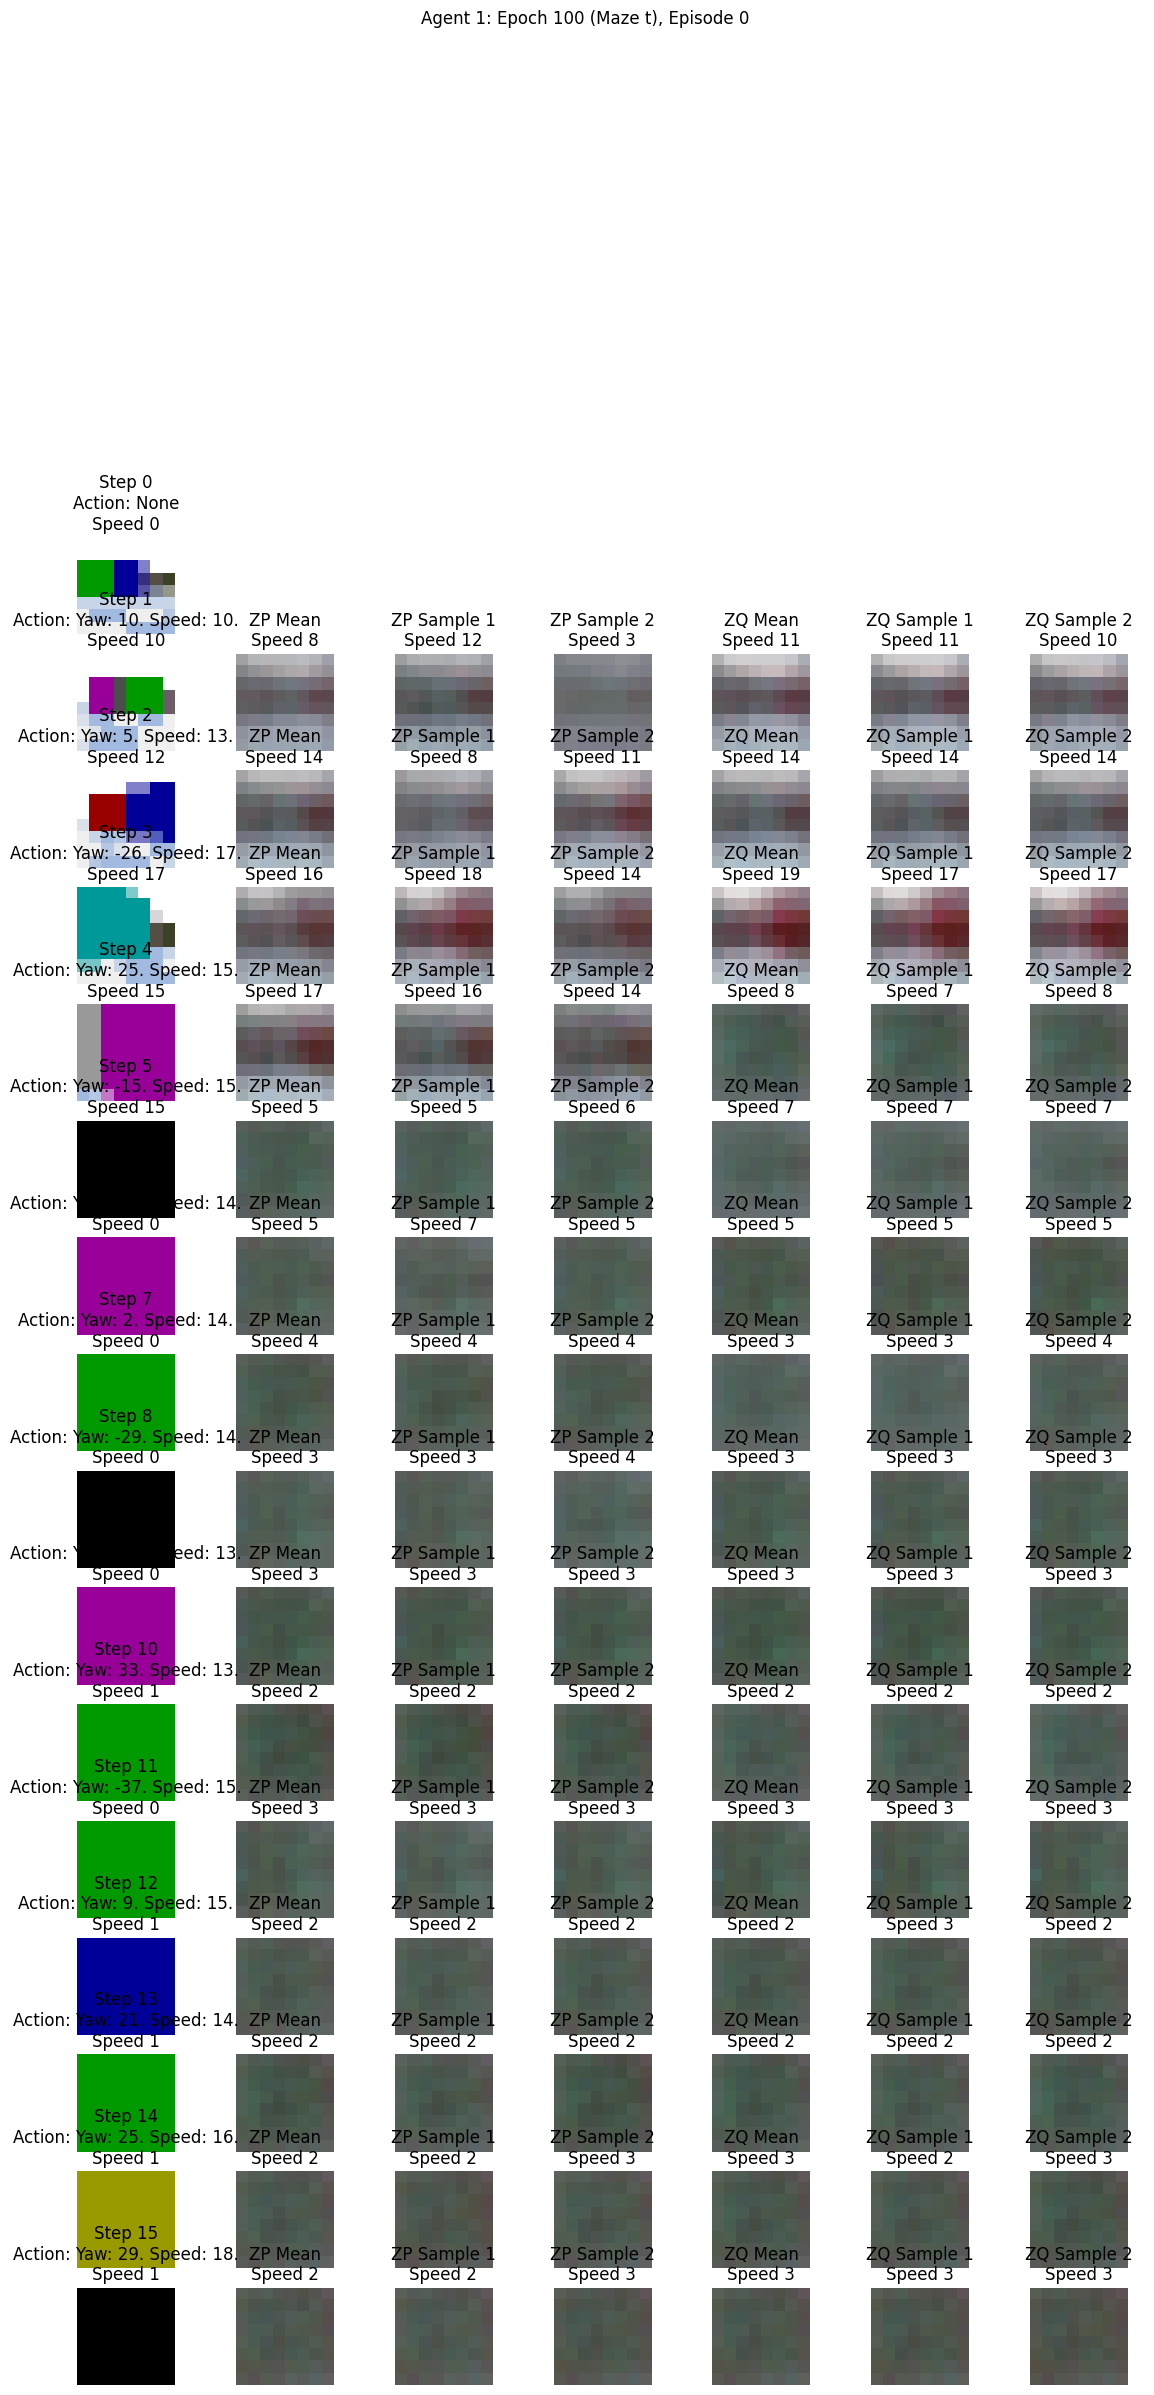 Agent 1: Epoch 100 (Maze t), Episode 0
Step 0
Action: None
Speed 0
Step 1
Action: Yaw: 10. Speed: 10.
Speed 10
ZP Mean
Speed 8
ZP Sample 1
Speed 12
ZP Sample 2
Speed 3
ZQ Mean
Speed 11
ZQ Sample 1
Speed 11
ZQ Sample 2
Speed 10
Step 2
Action: Yaw: 5. Speed: 13.
Speed 12
ZP Mean
Speed 14
ZP Sample 1
Speed 8
ZP Sample 2
Speed 11
ZQ Mean
Speed 14
ZQ Sample 1
Speed 14
ZQ Sample 2
Speed 14
Step 3
Action: Yaw: -26. Speed: 17.
Speed 17
ZP Mean
Speed 16
ZP Sample 1
Speed 18
ZP Sample 2
Speed 14
ZQ Mean
Speed 19
ZQ Sample 1
Speed 17
ZQ Sample 2
Speed 17
Step 4
Action: Yaw: 25. Speed: 15.
Speed 15
ZP Mean
Speed 17
ZP Sample 1
Speed 16
ZP Sample 2
Speed 14
ZQ Mean
Speed 8
ZQ Sample 1
Speed 7
ZQ Sample 2
Speed 8
Step 5
Action: Yaw: -15. Speed: 15.
Speed 15
ZP Mean
Speed 5
ZP Sample 1
Speed 5
ZP Sample 2
Speed 6
ZQ Mean
Speed 7
ZQ Sample 1
Speed 7
ZQ Sample 2
Speed 7
Action: 14.
Speed 0
ZP Mean
Speed 5
ZP Sample 1
Speed 7
ZP Sample 2
Speed 5
ZQ Mean
Speed 5
ZQ Sample 1
Speed 5
ZQ Sample 2
Speed 5
Step 7
Action: Yaw: 2. Speed: 14.
Speed 0
ZP Mean
Speed 4
ZP Sample 1
Speed 4
ZP Sample 2
Speed 4
ZQ Mean
Speed 3
ZQ Sample 1
Speed 3
ZQ Sample 2
Speed 4
Step 8
Action: Yaw: -29. Speed: 14.
Speed 0
ZP Mean
Speed 3
ZP Sample 1
Speed 3
ZP Sample 2
Speed 4
ZQ Mean
Speed 3
ZQ Sample 1
Speed 3
ZQ Sample 2
Speed 3
Action: 13.
Speed 0
ZP Mean
Speed 3
ZP Sample 1
Speed 3
ZP Sample 2
Speed 3
ZQ Mean
Speed 3
ZQ Sample 1
Speed 3
ZQ Sample 2
Speed 3
Step 10
Action: Yaw: 33. Speed: 13.
Speed 1
ZP Mean
Speed 2
ZP Sample 1
Speed 2
ZP Sample 2
Speed 2
ZQ Mean
Speed 2
ZQ Sample 1
Speed 2
ZQ Sample 2
Speed 2
Step 11
Action: Yaw: -37. Speed: 15.
Speed 0
ZP Mean
Speed 3
ZP Sample 1
Speed 3
ZP Sample 2
Speed 3
ZQ Mean
Speed 3
ZQ Sample 1
Speed 3
ZQ Sample 2
Speed 3
Step 12
Action: Yaw: 9. Speed: 15.
Speed 1
ZP Mean
Speed 2
ZP Sample 1
Speed 2
ZP Sample 2
Speed 2
ZQ Mean
Speed 2
ZQ Sample 1
Speed 3
ZQ Sample 2
Speed 2
Step 13
Action: Yaw: 21. Speed: 14.
Speed 1
ZP Mean
Speed 2
ZP Sample 1
Speed 2
ZP Sample 2
Speed 2
ZQ Mean
Speed 2
ZQ Sample 1
Speed 2
ZQ Sample 2
Speed 2
Step 14
Action: Yaw: 25. Speed: 16.
Speed 1
ZP Mean
Speed 2
ZP Sample 1
Speed 2
ZP Sample 2
Speed 3
ZQ Mean
Speed 3
ZQ Sample 1
Speed 2
ZQ Sample 2
Speed 3
Step 15
Action: Yaw: 29. Speed: 18.
Speed 1
ZP Mean
Speed 2
ZP Sample 1
Speed 2
ZP Sample 2
Speed 3
ZQ Mean
Speed 3
ZQ Sample 1
Speed 3
ZQ Sample 2
Speed 3